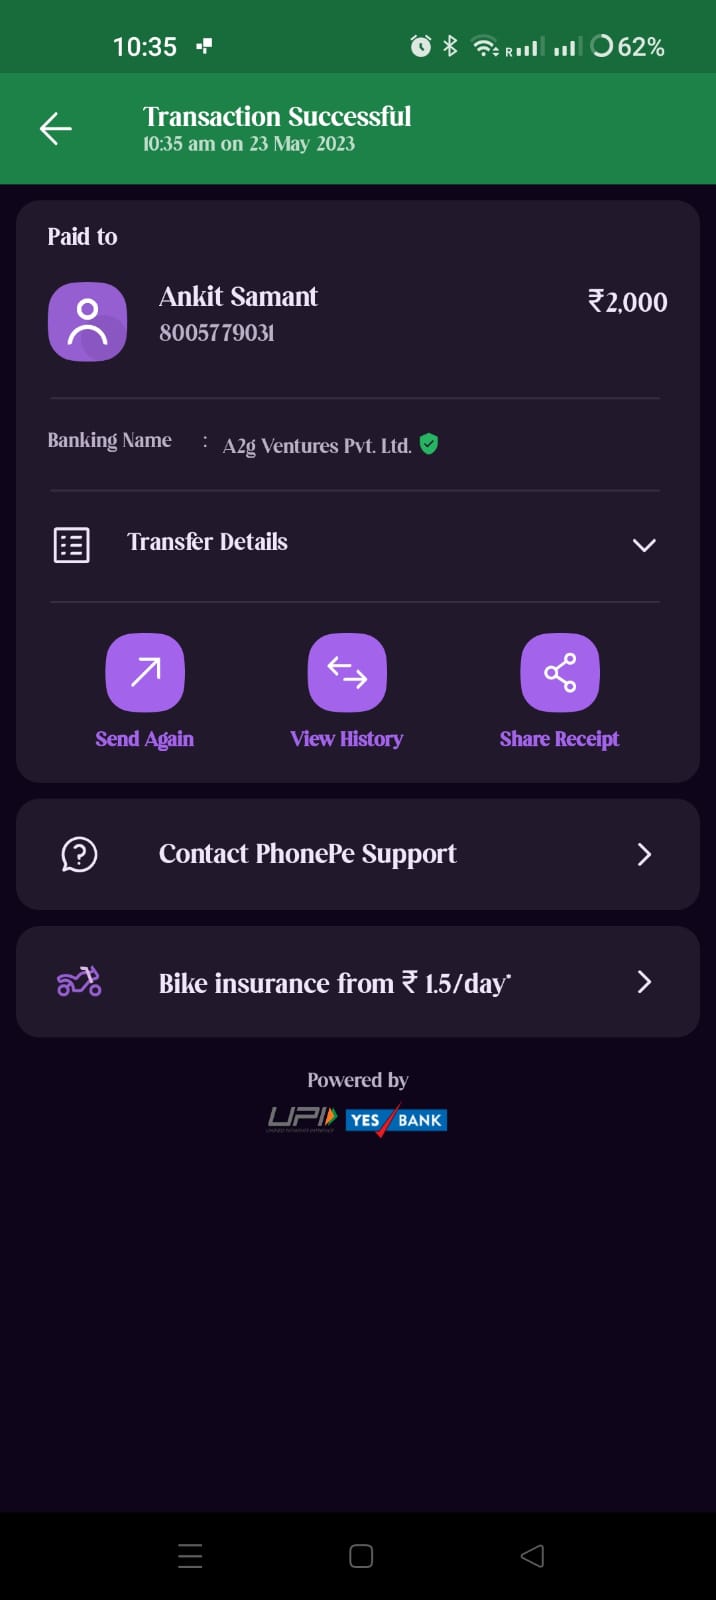 10:35
R 62%
Transaction Successful
10:35 am on 23 May 2023
Paid to
Ankit Samant
₹2,000
8005779031
Banking Name : A2g Ventures Pvt. Ltd.
Transfer Details
Send Again
View History
Share Receipt
Contact PhonePe Support
Bike insurance from ₹ 1.5/day*
Powered by
UPI YES BANK